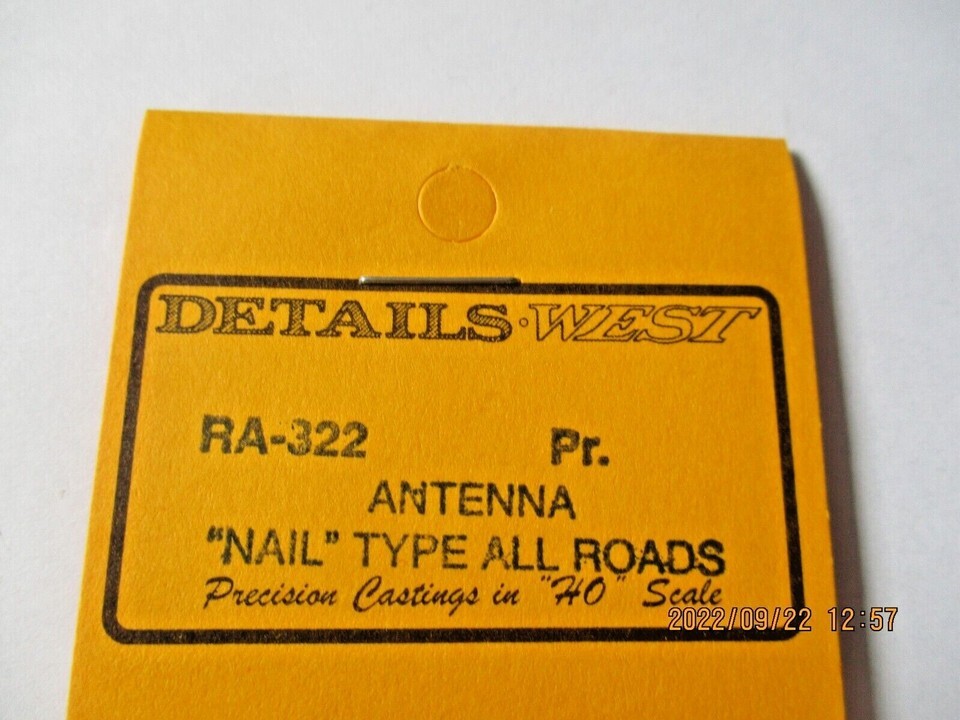 DETAILS·WEST
RA-322 Pr.
ANTENNA
"NAIL" TYPE ALL ROADS
Precision Castings in "HO" Scale
2022/09/22 12:57